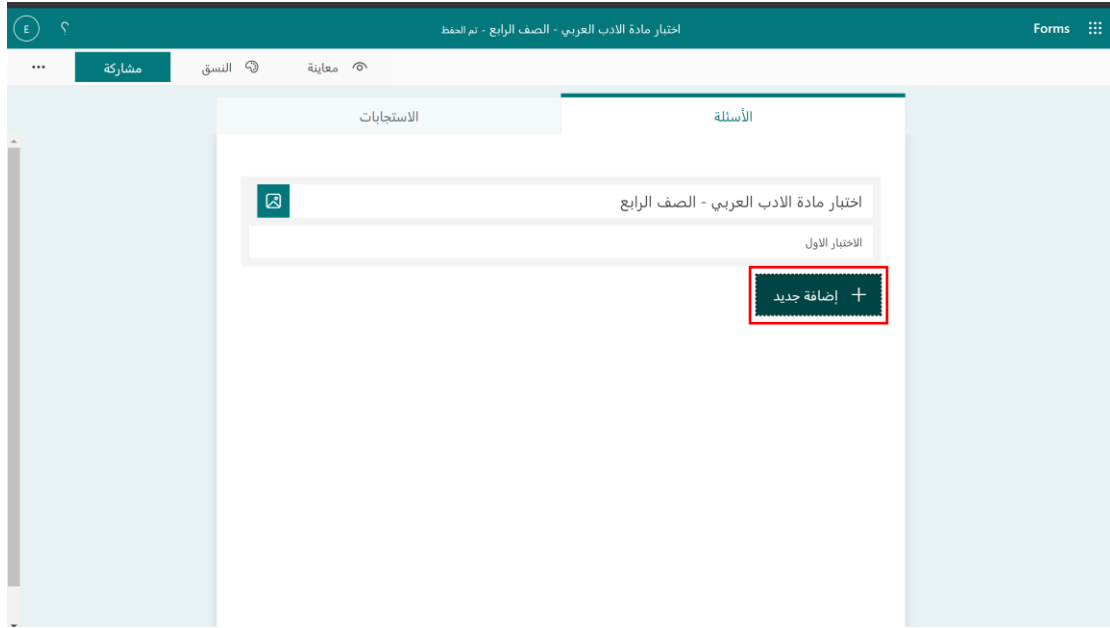 Forms
اختبار مادة الادب العربي - الصف الرابع - تم الحفظ
؟
E
معاينة
النسق
مشاركة
...
الأسئلة
الاستجابات
اختبار مادة الادب العربي - الصف الرابع
الاختبار الاول
+ إضافة جديد